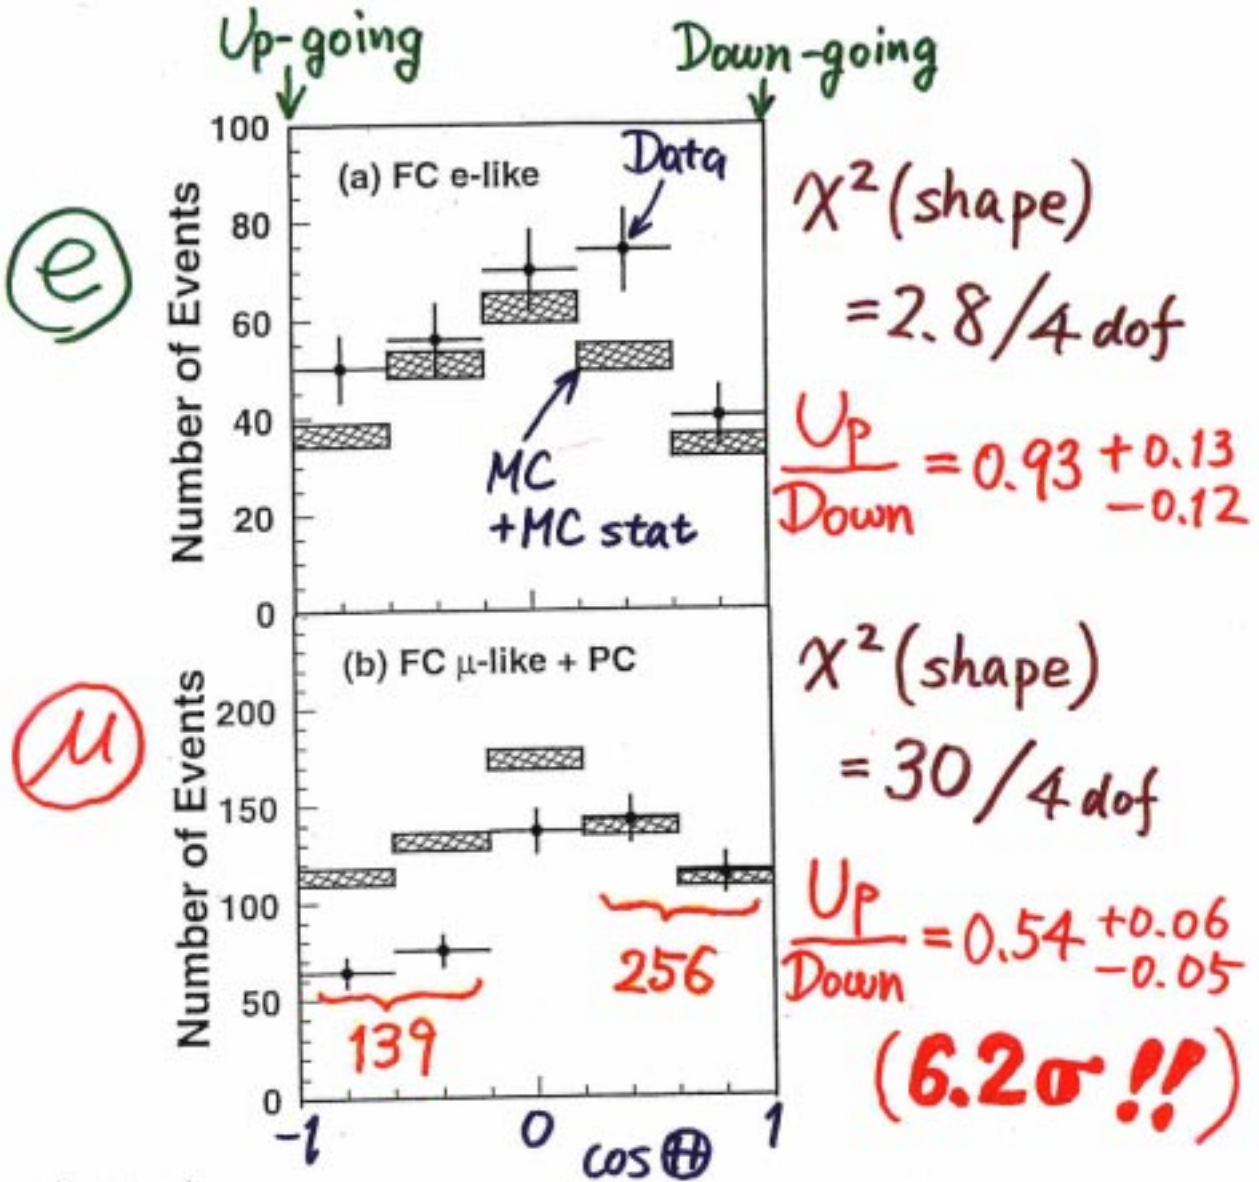 Up-going
Down-going
e
(a) FC e-like
Data
MC
+MC stat
Number of Events
100
80
60
40
20
0
χ²(shape)
=2.8/4 dof
Up
Down
=0.93 +0.13
-0.12
μ
(b) FC μ-like + PC
Number of Events
200
150
100
50
0
139
256
-1
0
1
cos Θ
χ²(shape)
=30/4 dof
Up
Down
=0.54 +0.06
-0.05
(6.2σ!!)